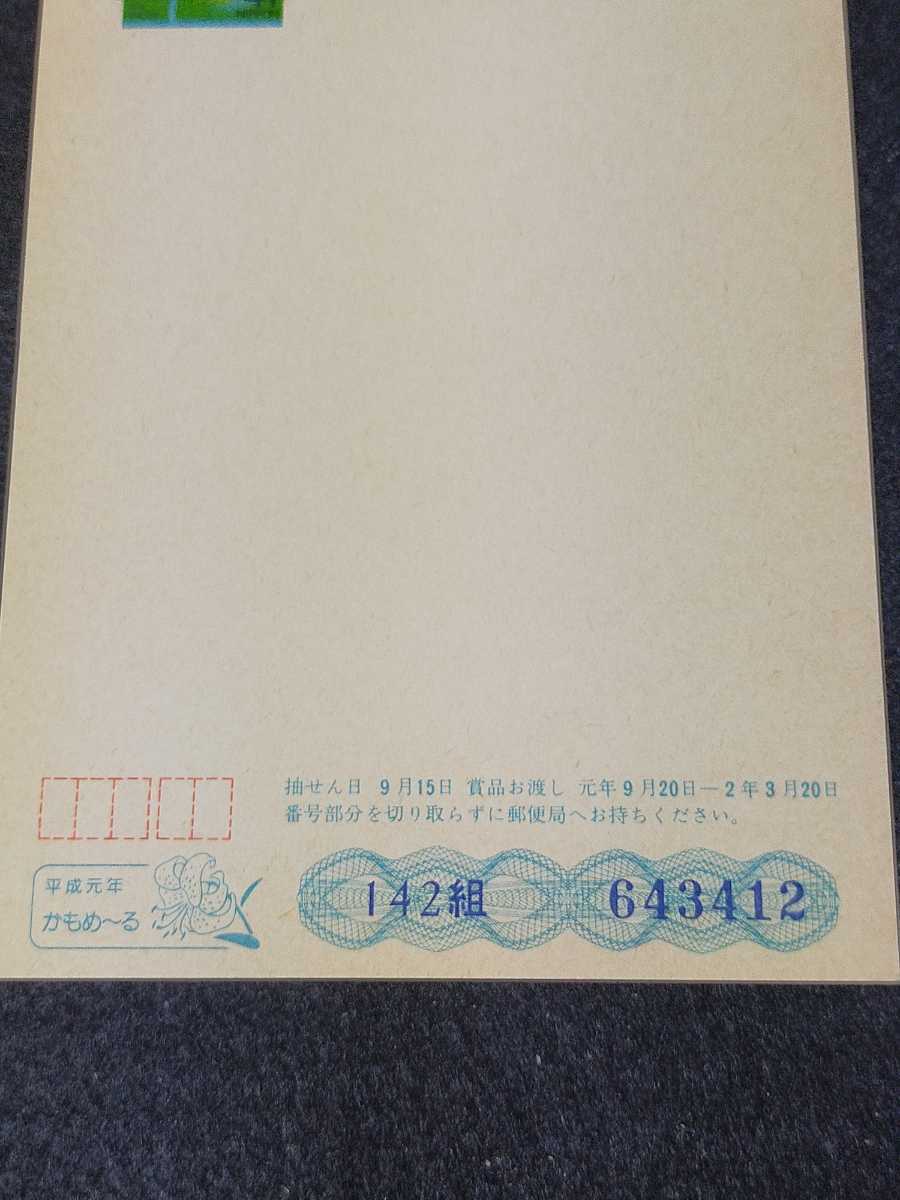 抽せん日 9月15日 賞品お渡し 元年9月20日―2年3月20日
番号部分を切り取らずに郵便局へお持ちください。
平成元年
かもめ〜る
142組 643412